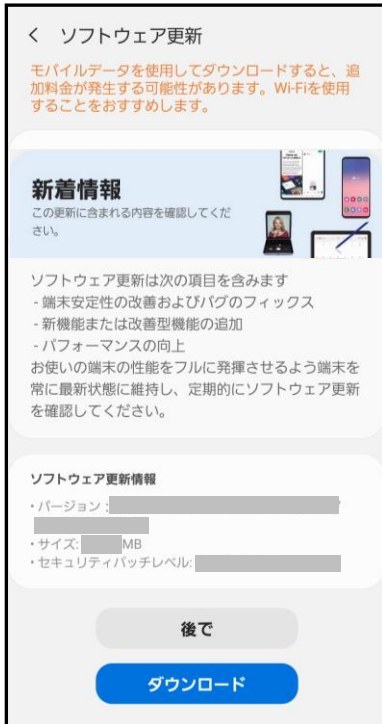 ソフトウェア更新
モバイルデータを使用してダウンロードすると、追
加料金が発生する可能性があります。Wi-Fiを使用
することをおすすめします。
新着情報
この更新に含まれる内容を確認してくだ
さい。
ソフトウェア更新は次の項目を含みます
- 端末安定性の改善およびバグのフィックス
- 新機能または改善型機能の追加
- パフォーマンスの向上
お使いの端末の性能をフルに発揮させるよう端末を
常に最新状態に維持し、定期的にソフトウェア更新
を確認してください。
ソフトウェア更新情報
・バージョン :
・サイズ: MB
・セキュリティパッチレベル:
後で
ダウンロード